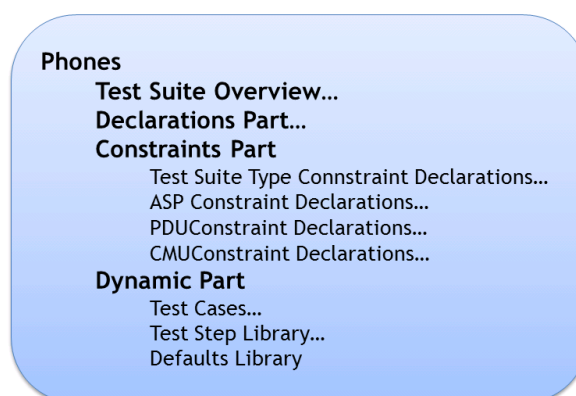 Phones
Test Suite Overview…
Declarations Part…
Constraints Part
Test Suite Type Connstraint Declarations…
ASP Constraint Declarations…
PDUConstraint Declarations…
CMUConstraint Declarations…
Dynamic Part
Test Cases…
Test Step Library…
Defaults Library